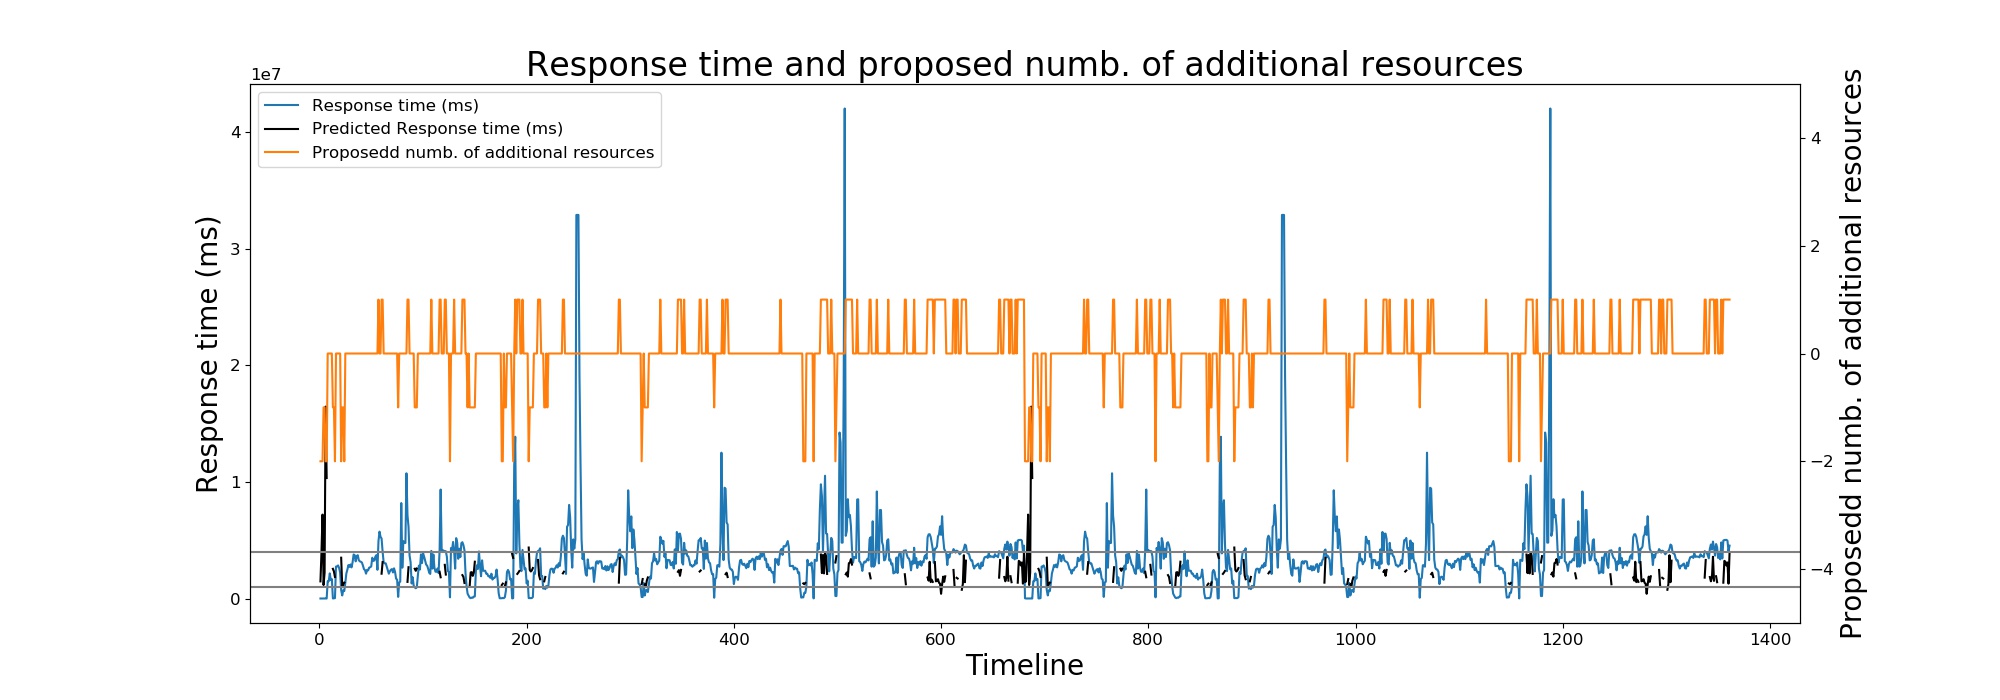 Response time and proposed numb. of additional resources
1e7
Response time (ms)
Predicted Response time (ms)
Proposedd numb. of additional resources
4
3
2
1
0
Response time (ms)
4
2
0
−2
−4
Proposedd numb. of additional resources
0
200
400
600
800
1000
1200
1400
Timeline